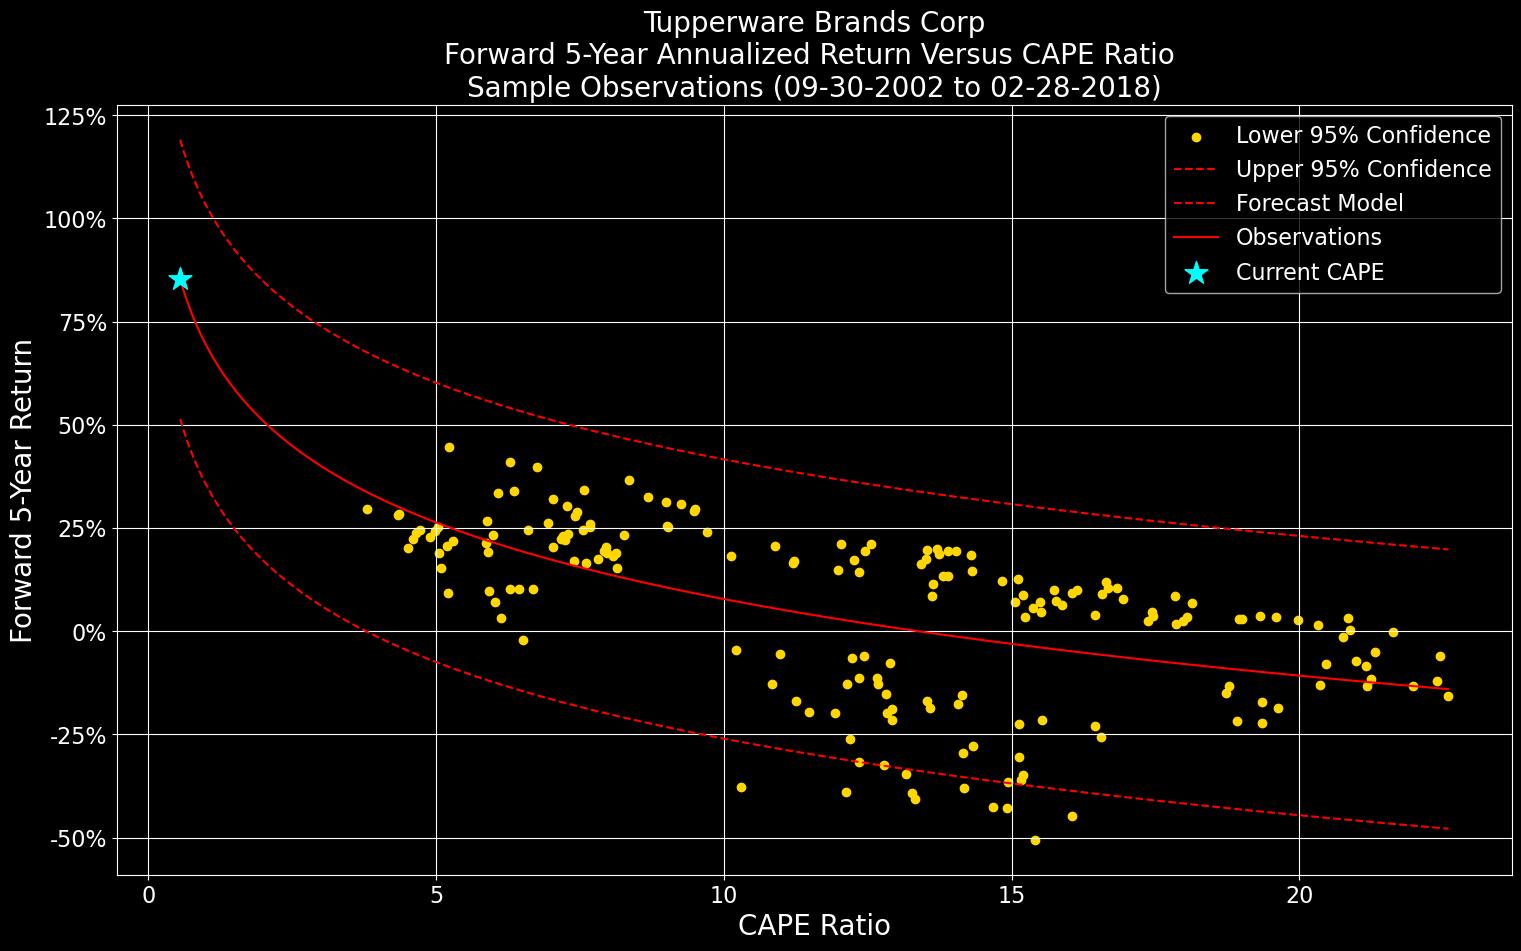 Tupperware Brands Corp
Forward 5-Year Annualized Return Versus CAPE Ratio
Sample Observations (09-30-2002 to 02-28-2018)
Lower 95% Confidence
Upper 95% Confidence
Forecast Model
Observations
Current CAPE
Forward 5-Year Return
125%
100%
75%
50%
25%
0%
-25%
-50%
0 5 10 15 20
CAPE Ratio